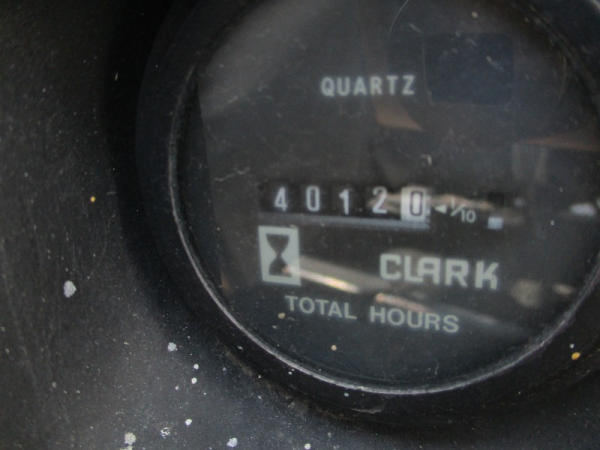 QUARTZ
40120 ◄1/10
CLARK
TOTAL HOURS